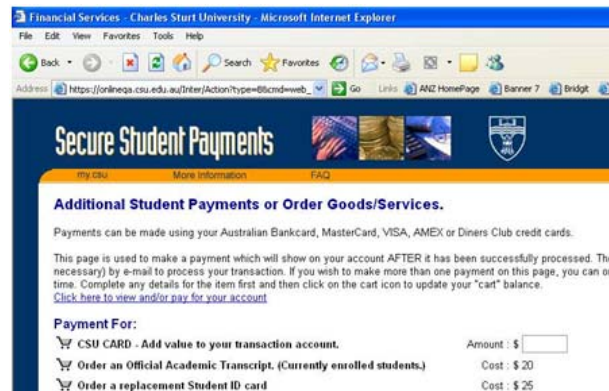 Financial Services - Charles Sturt University - Microsoft Internet Explorer
File Edit View Favorites Tools Help
Back Search Favorites
Address https://onlineqa.csu.edu.au/Inter/Action?type=B&cmd=web_ Go Links ANZ HomePage Banner 7 Bridgit
Secure Student Payments
my.csu More Information FAQ
Additional Student Payments or Order Goods/Services.
Payments can be made using your Australian Bankcard, MasterCard, VISA, AMEX or Diners Club credit cards.
This page is used to make a payment which will show on your account AFTER it has been successfully processed. The
necessary) by e-mail to process your transaction. If you wish to make more than one payment on this page, you can o
time. Complete any details for the item first and then click on the cart icon to update your "cart" balance.
Click here to view and/or pay for your account
Payment For:
CSU CARD - Add value to your transaction account. Amount : $
Order an Official Academic Transcript. (Currently enrolled students.) Cost : $ 20
Order a replacement Student ID card Cost : $ 25